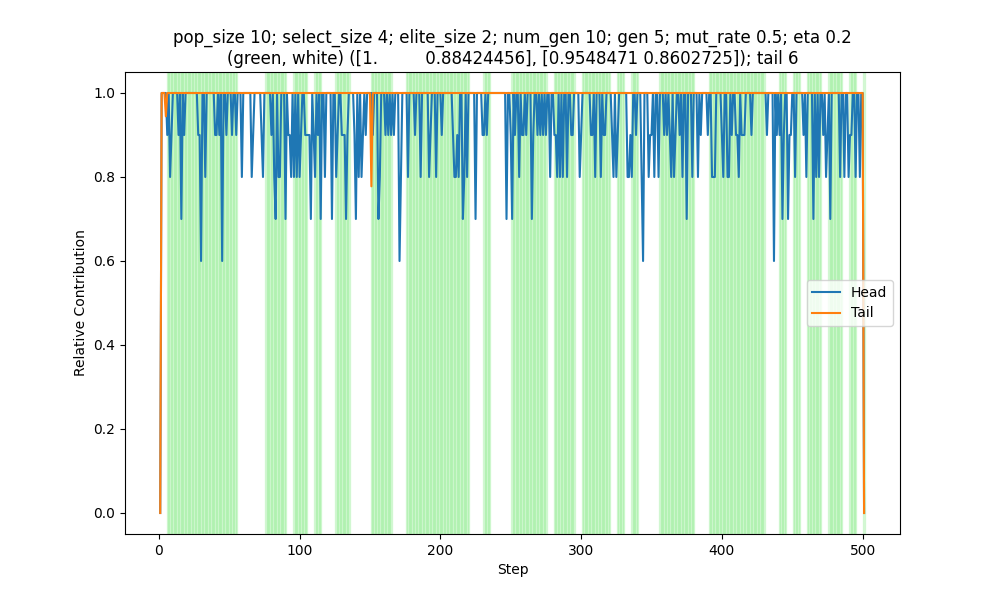 pop_size 10; select_size 4; elite_size 2; num_gen 10; gen 5; mut_rate 0.5; eta 0.2
(green, white) ([1.         0.88424456], [0.9548471 0.8602725]); tail 6
1.0
0.8
0.6
0.4
0.2
0.0
Relative Contribution
Head
Tail
0
100
200
300
400
500
Step